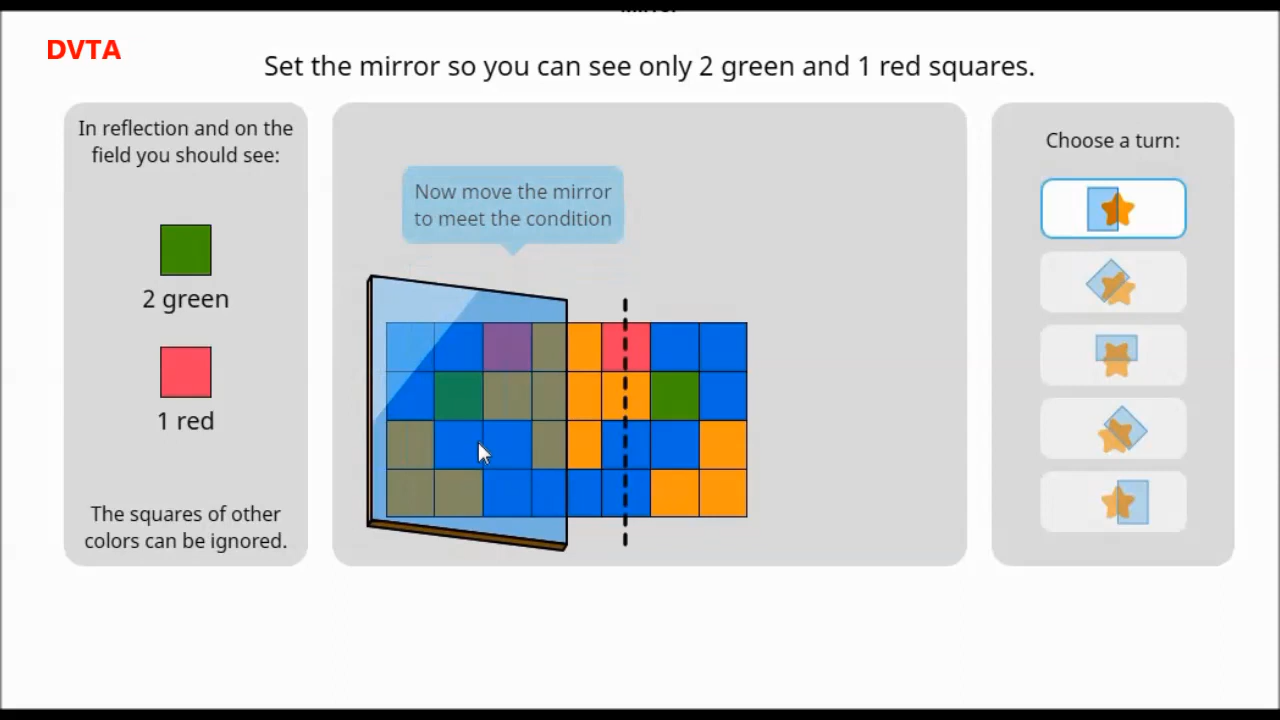 DVTA
Set the mirror so you can see only 2 green and 1 red squares.
In reflection and on the
field you should see:
2 green
1 red
The squares of other
colors can be ignored.
Now move the mirror
to meet the condition
Choose a turn: